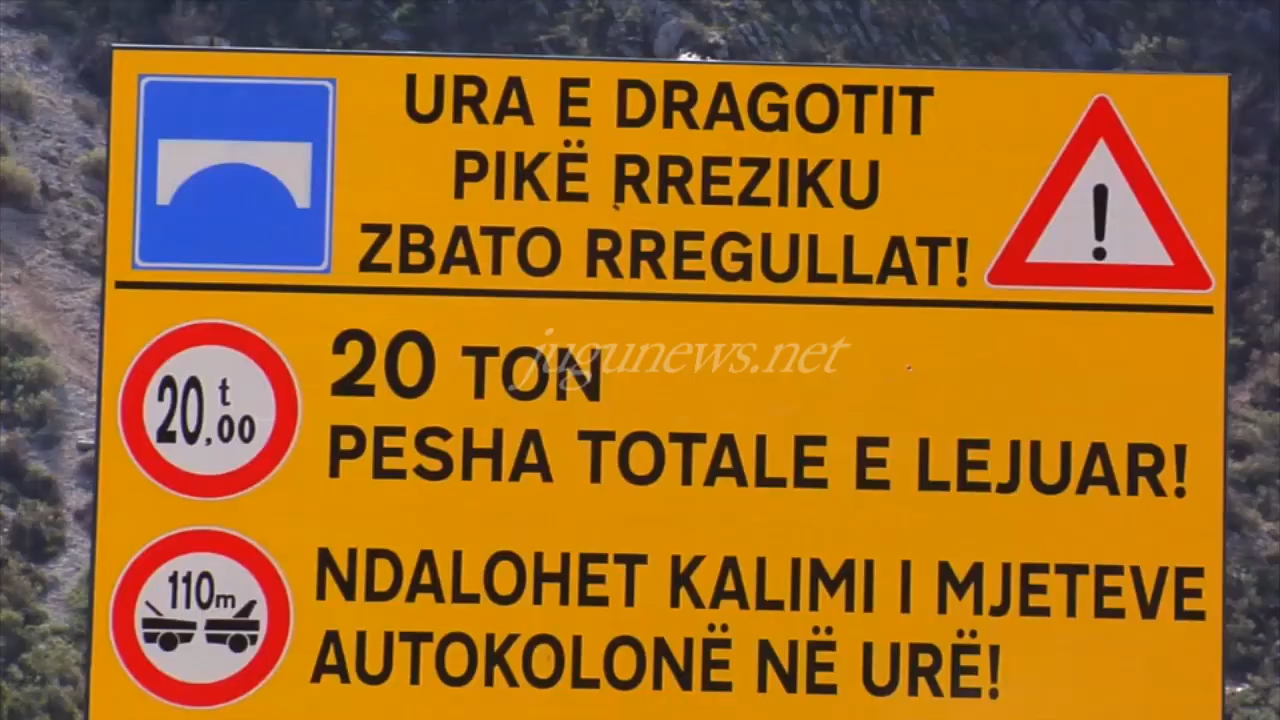 URA E DRAGOTIT
PIKË RREZIKU
ZBATO RREGULLAT!
20,00 t
20 TON
jugunews.net
PESHA TOTALE E LEJUAR!
110m
NDALOHET KALIMI I MJETEVE
AUTOKOLONË NË URË!